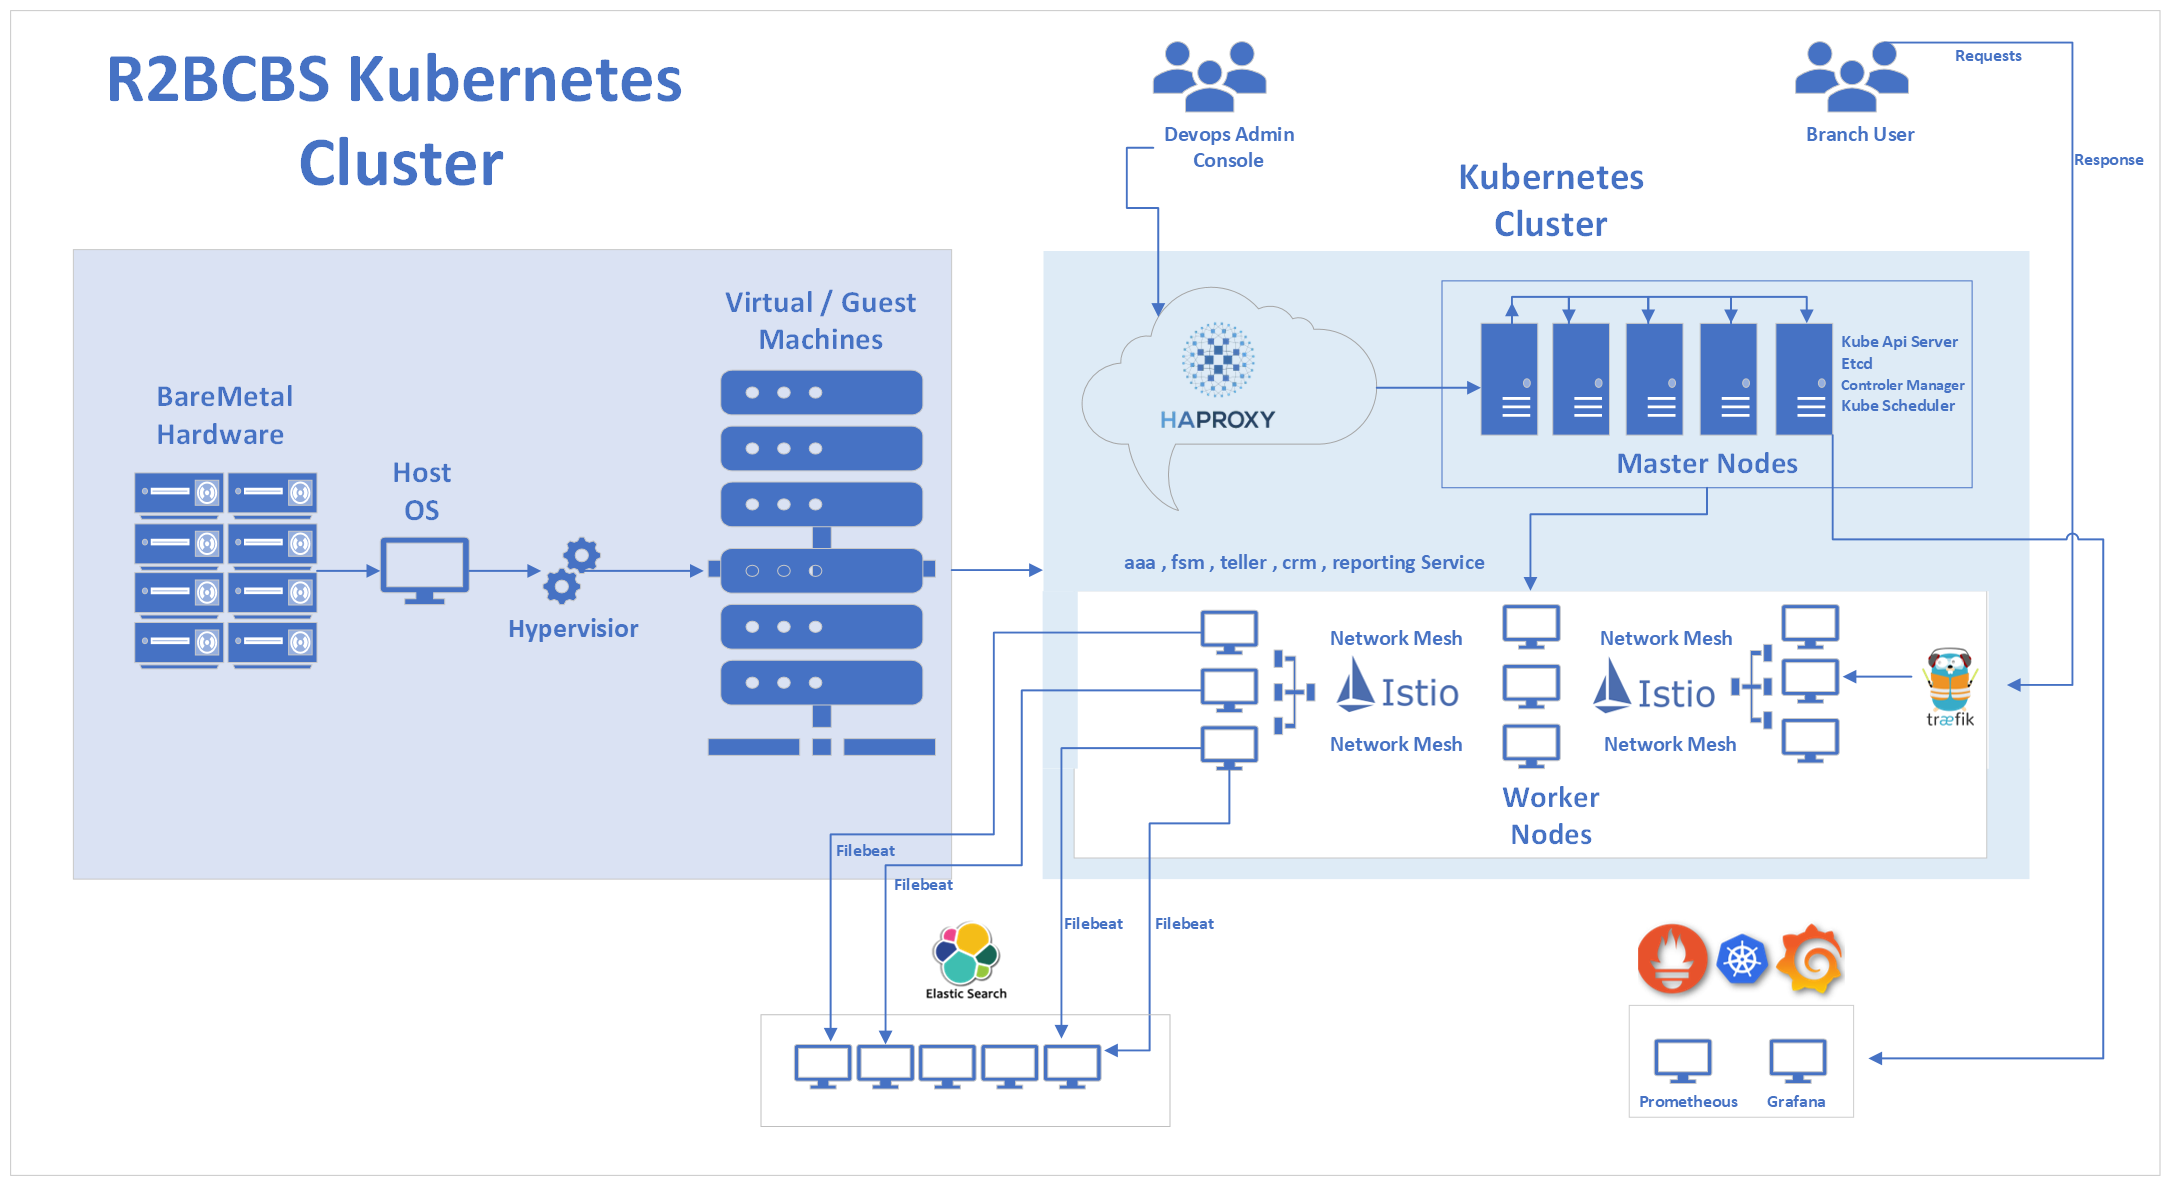 R2BCBS Kubernetes
Cluster
Devops Admin
Console
Branch User
Requests
Response
Kubernetes
Cluster
BareMetal
Hardware
Host
OS
Hypervisior
Virtual / Guest
Machines
HAPROXY
Kube Api Server
Etcd
Controler Manager
Kube Scheduler
Master Nodes
aaa , fsm , teller , crm , reporting Service
Network Mesh
Istio
Network Mesh
Network Mesh
Istio
Network Mesh
træfik
Worker
Nodes
Filebeat
Filebeat
Filebeat
Filebeat
Elastic Search
Prometheous
Grafana